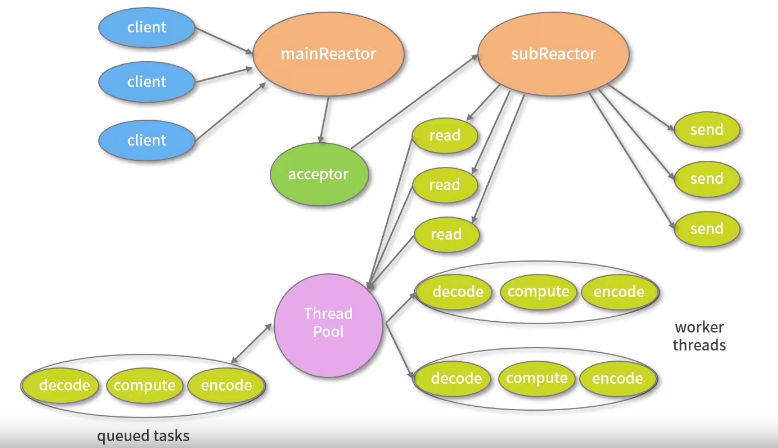 client
mainReactor
subReactor
client
client
acceptor
read
read
read
send
send
send
Thread
Pool
decode compute encode
worker
threads
decode compute encode
decode compute encode
queued tasks